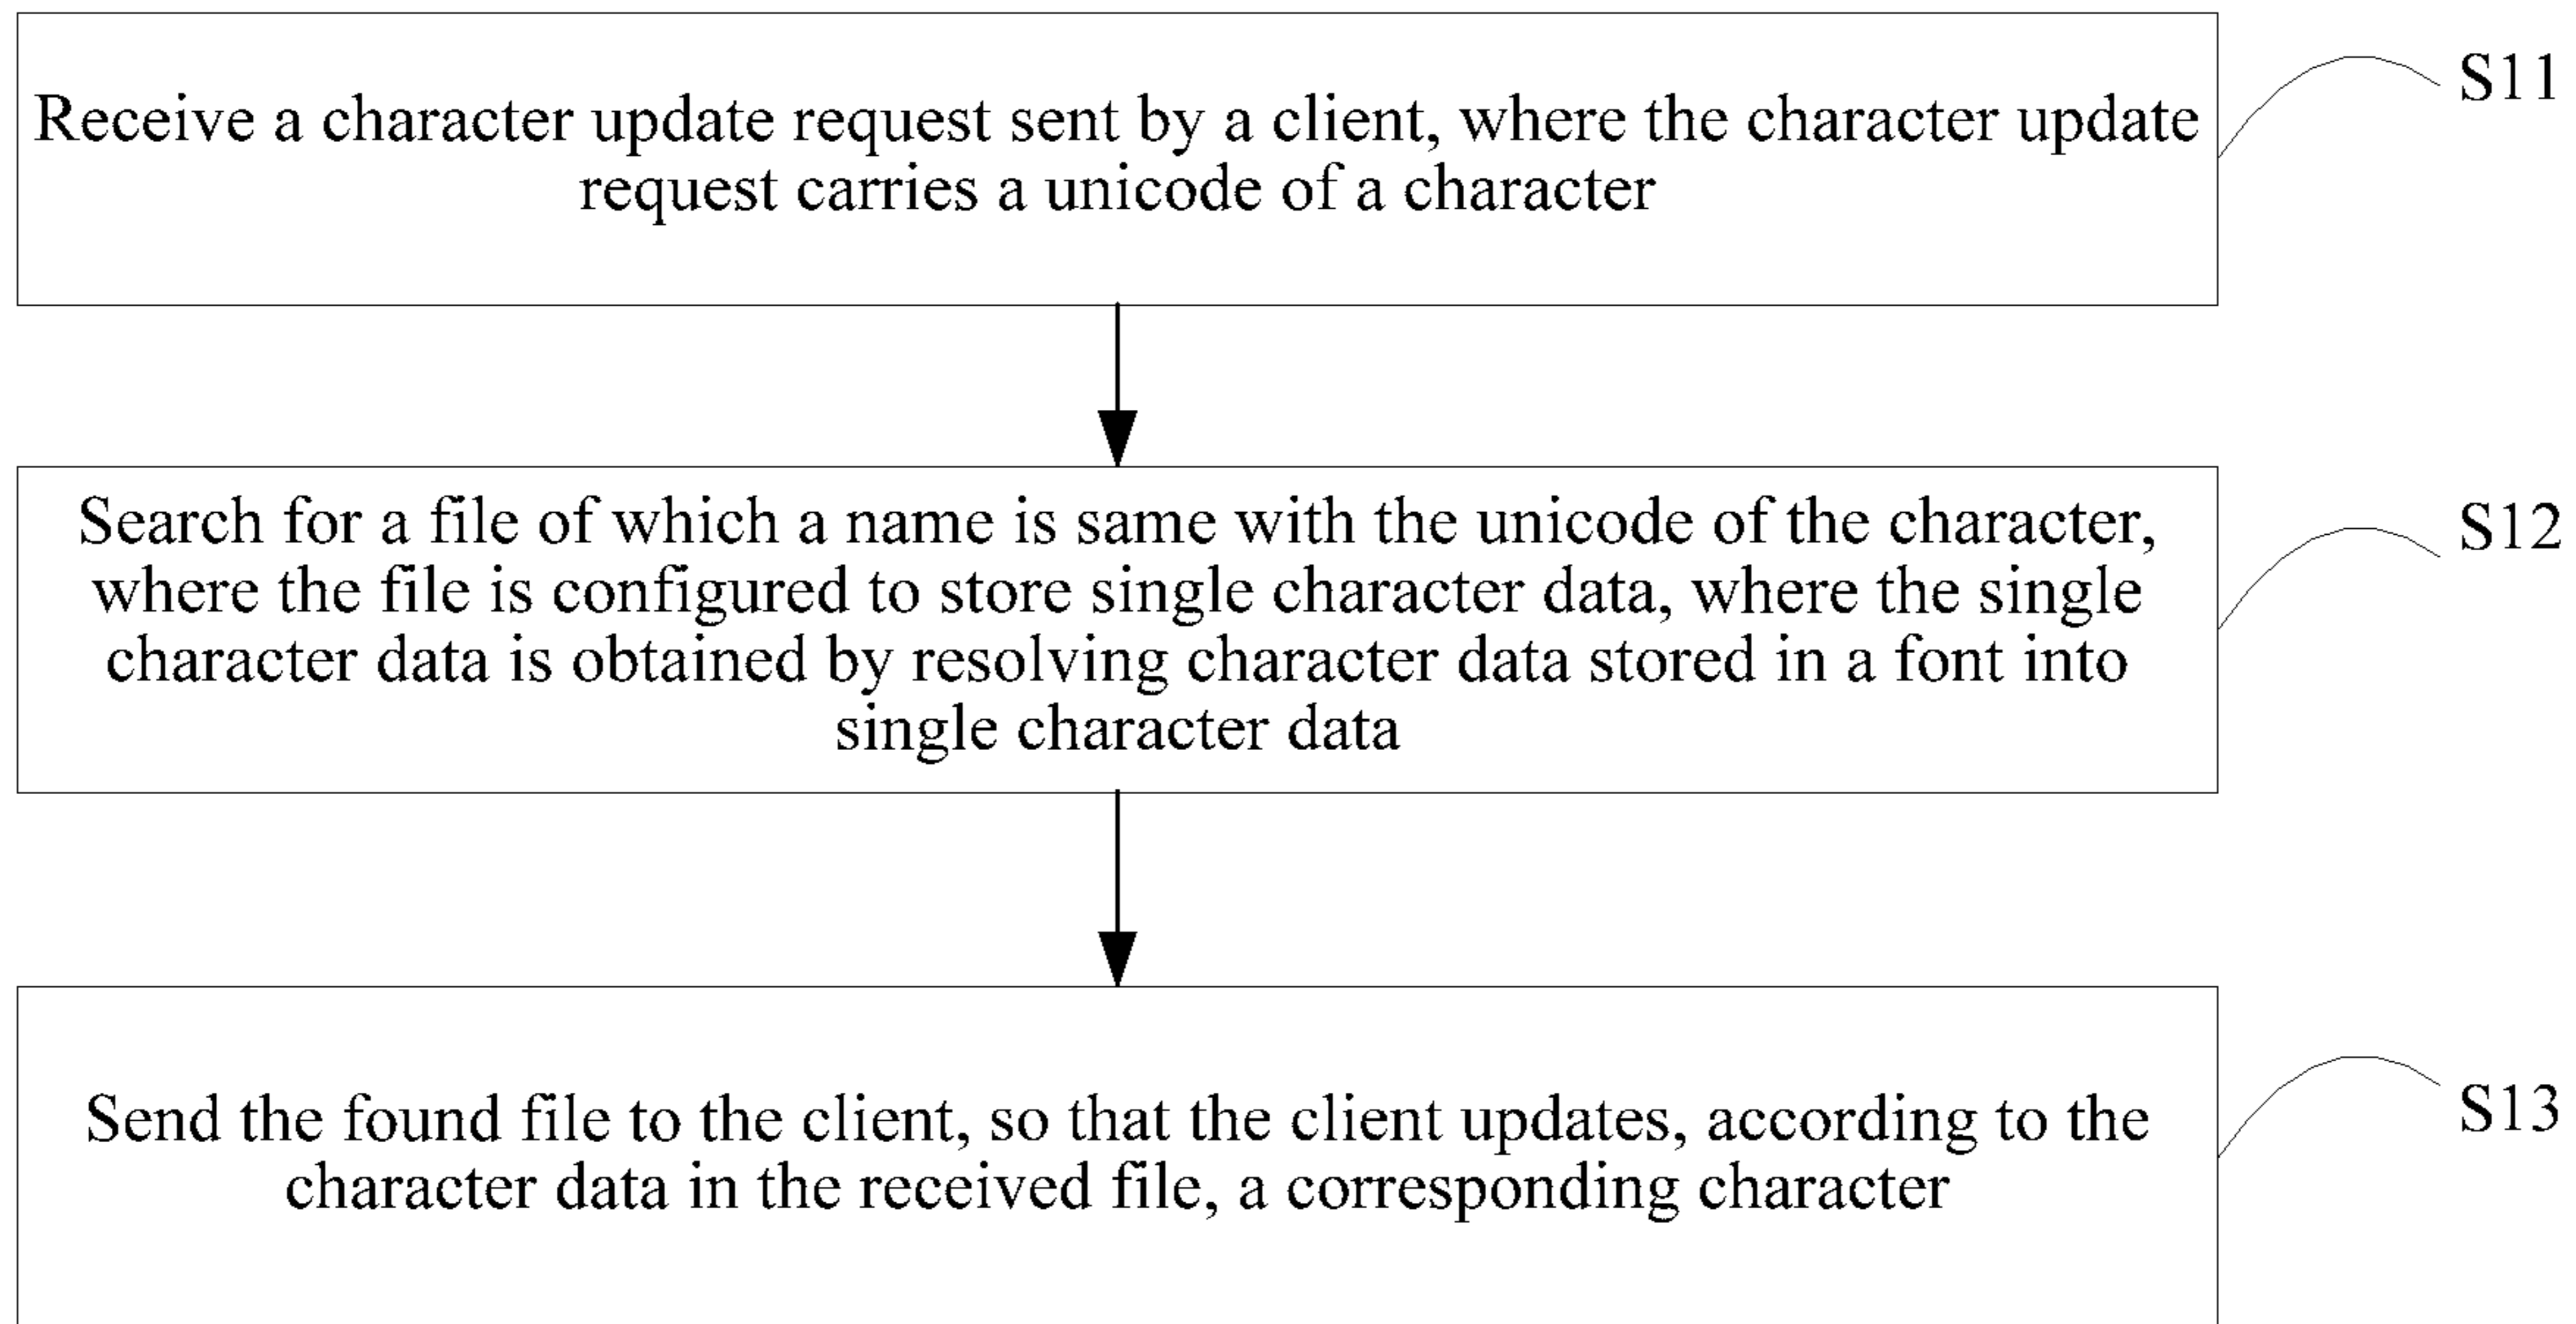 Receive a character update request sent by a client, where the character update
request carries a unicode of a character
S11
Search for a file of which a name is same with the unicode of the character,
where the file is configured to store single character data, where the single
character data is obtained by resolving character data stored in a font into
single character data
S12
Send the found file to the client, so that the client updates, according to the
character data in the received file, a corresponding character
S13